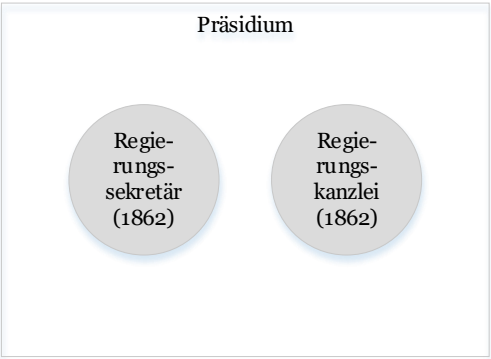 Präsidium
Regie-
rungs-
sekretär
(1862)
Regie-
rungs-
kanzlei
(1862)